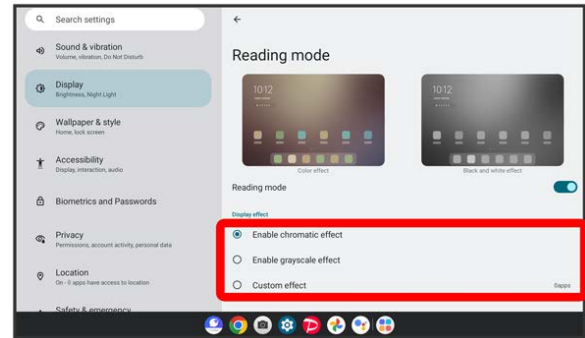 Search settings
Sound & vibration
Volume, vibration, Do Not Disturb
Display
Brightness, Night Light
Wallpaper & style
Home, lock screen
Accessibility
Display, interaction, audio
Biometrics and Passwords
Privacy
Permissions, account activity, personal data
Location
On - 0 apps have access to location
Safety & emergency
Reading mode
10:12
10:12
Color effect
Black and white effect
Reading mode
Display effect
Enable chromatic effect
Enable grayscale effect
Custom effect
0apps